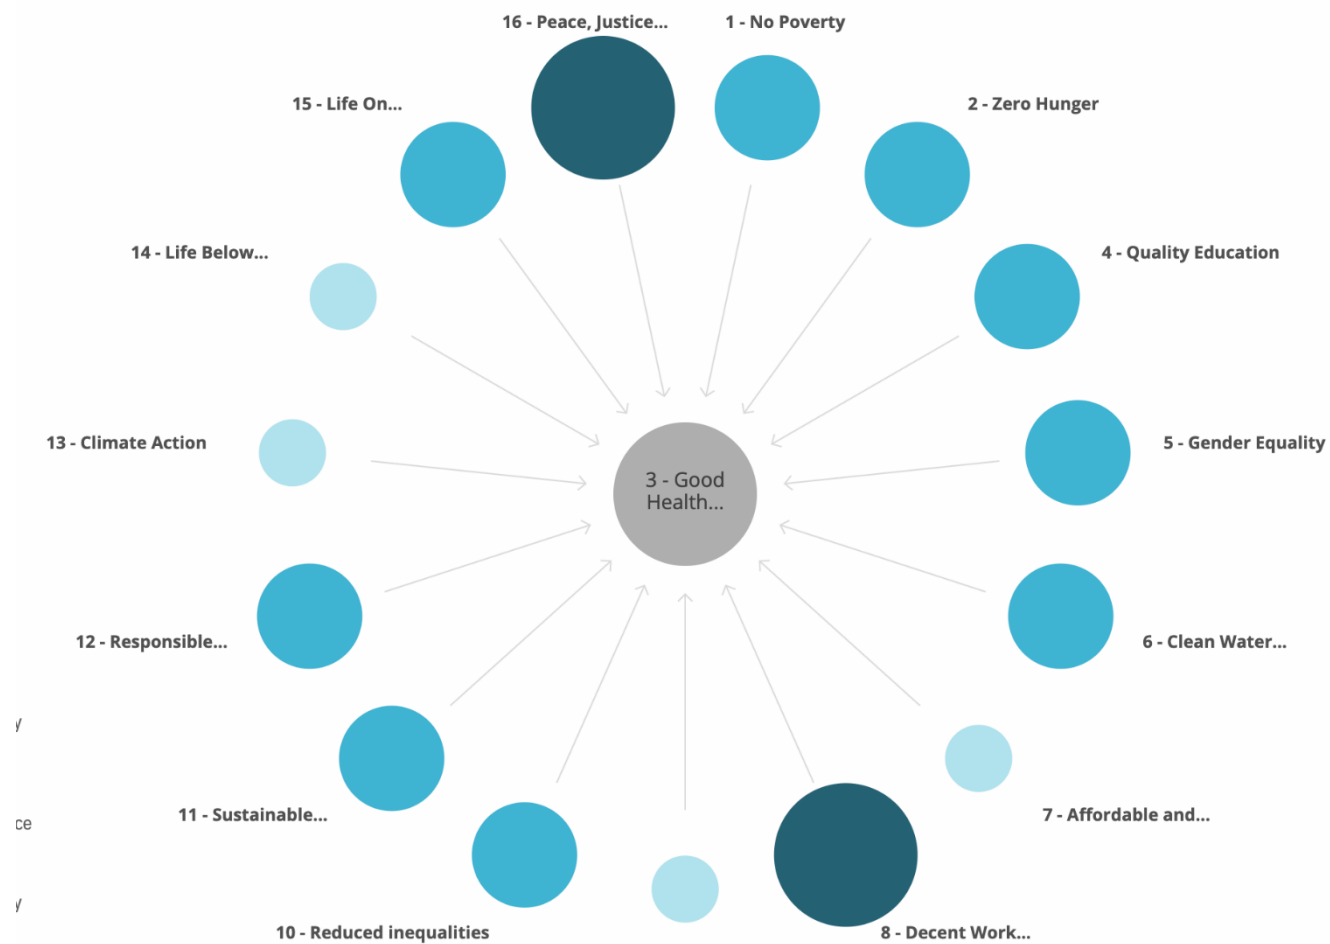 16 - Peace, Justice...
1 - No Poverty
15 - Life On...
2 - Zero Hunger
14 - Life Below...
4 - Quality Education
13 - Climate Action
5 - Gender Equality
3 - Good
Health...
12 - Responsible...
6 - Clean Water...
y
11 - Sustainable...
7 - Affordable and...
ce
y
10 - Reduced inequalities
8 - Decent Work...